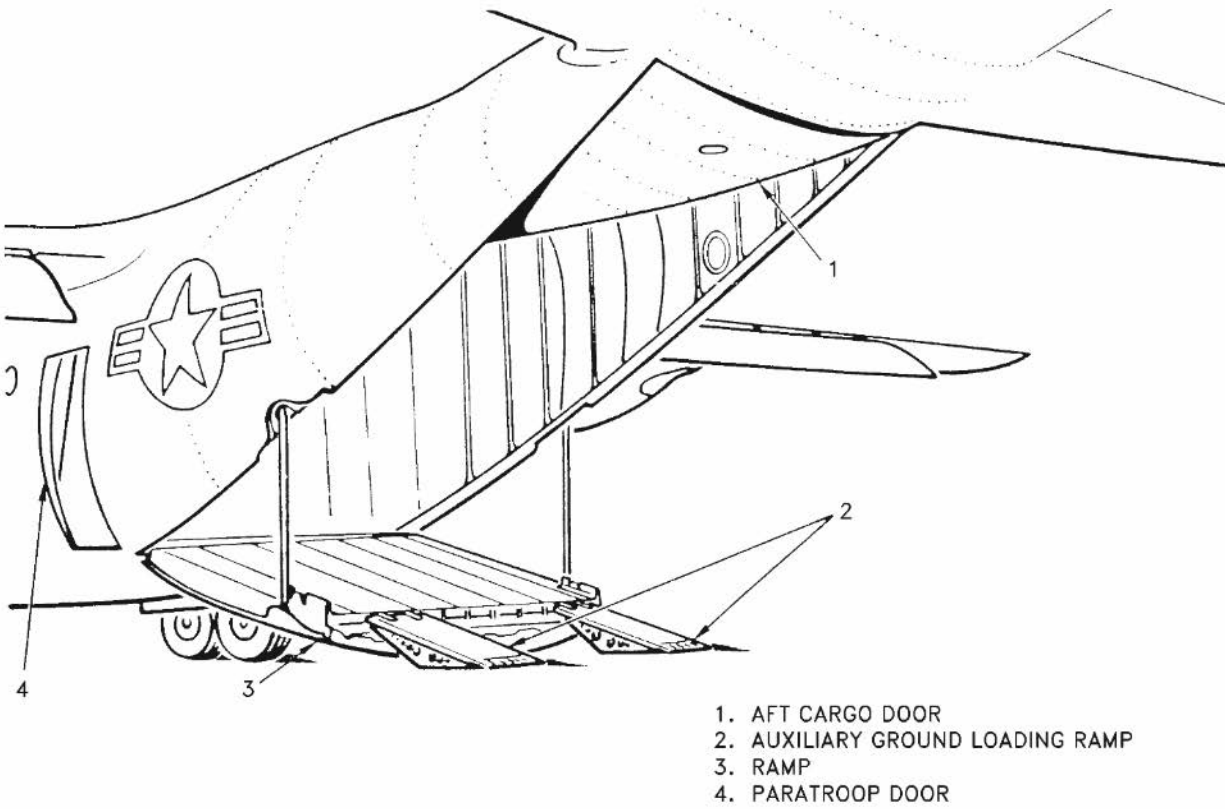 1
2
4
3
1. AFT CARGO DOOR
2. AUXILIARY GROUND LOADING RAMP
3. RAMP
4. PARATROOP DOOR